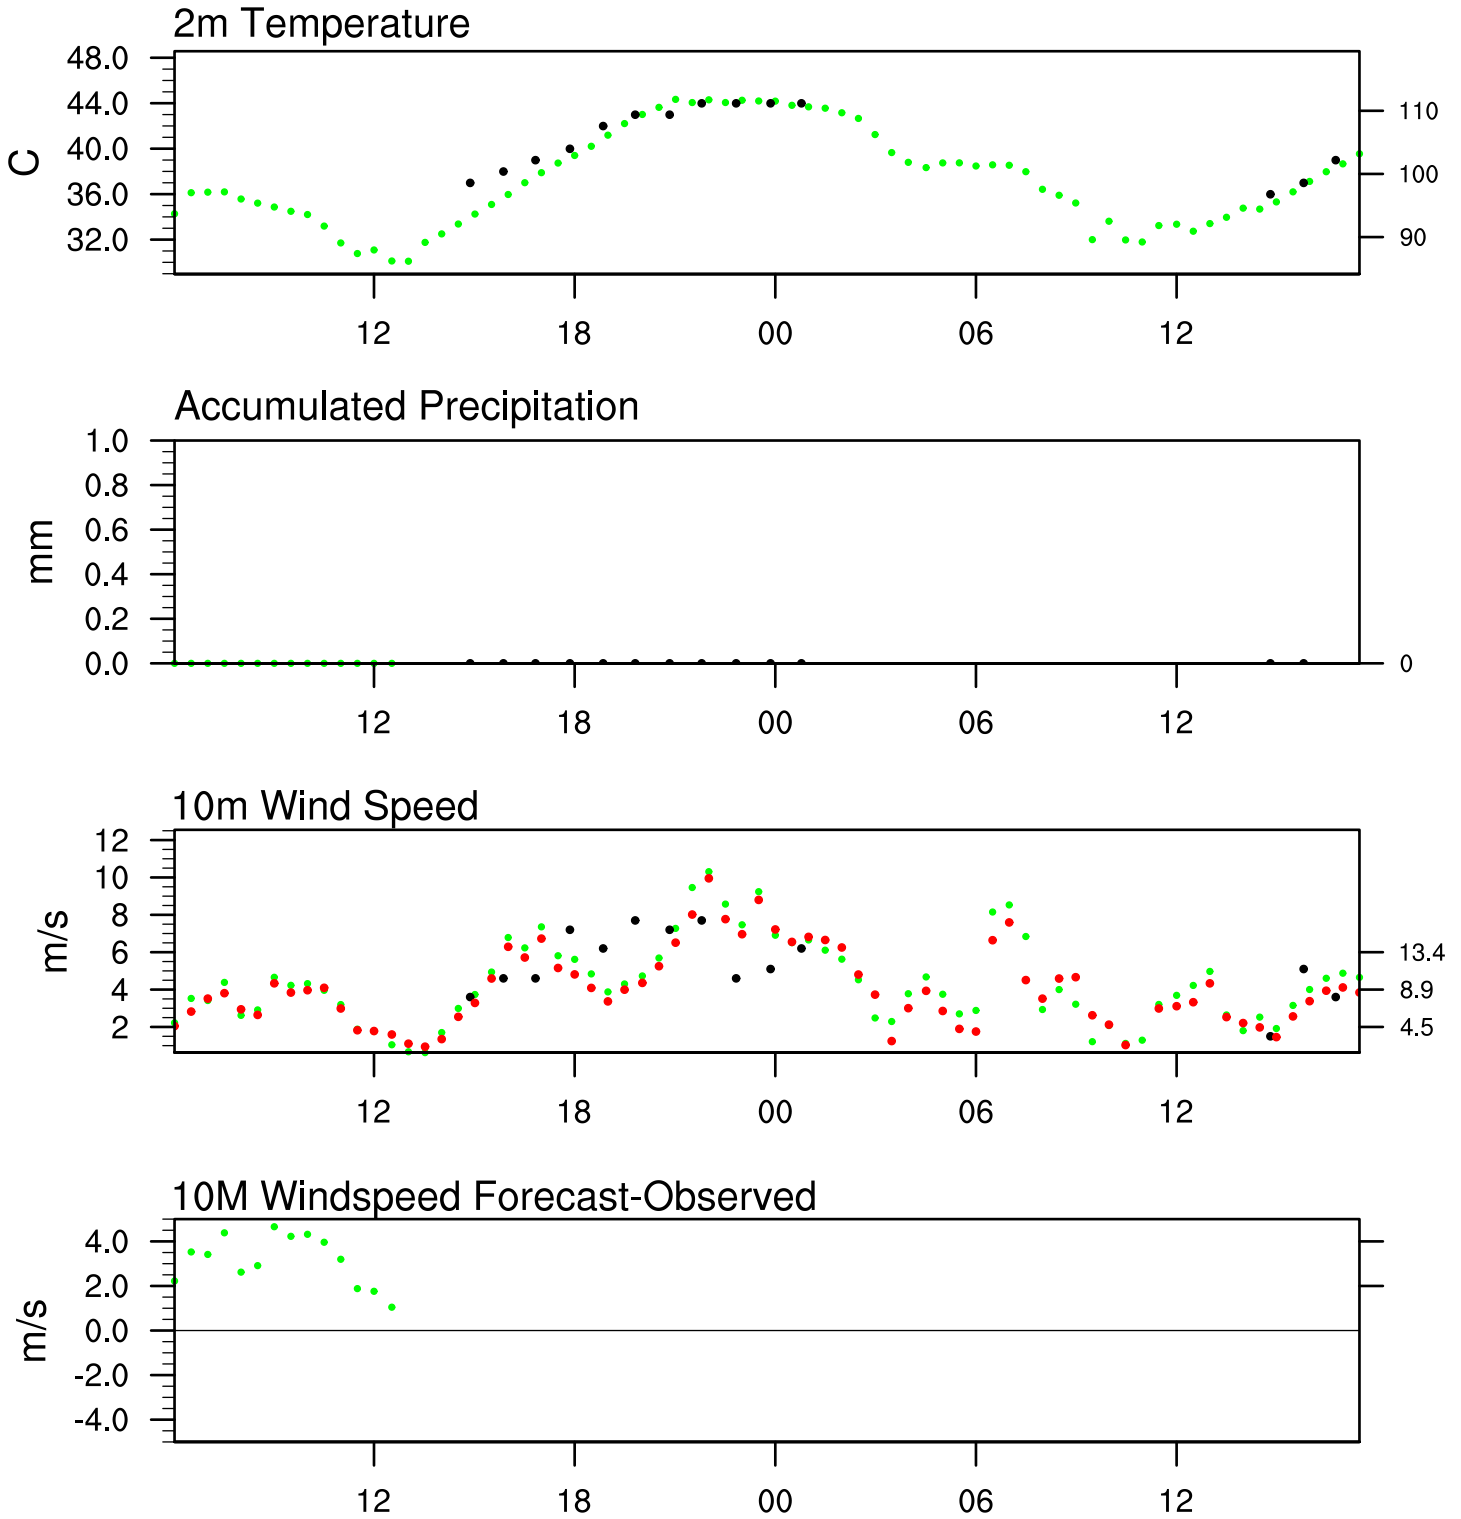 2m Temperature
48.0
44.0
40.0
36.0
32.0
C
110
100
90
12 18 00 06 12
Accumulated Precipitation
1.0
0.8
0.6
0.4
0.2
0.0
mm
0
12 18 00 06 12
10m Wind Speed
12
10
8
6
4
2
m/s
13.4
8.9
4.5
12 18 00 06 12
10M Windspeed Forecast-Observed
4.0
2.0
0.0
-2.0
-4.0
m/s
12 18 00 06 12